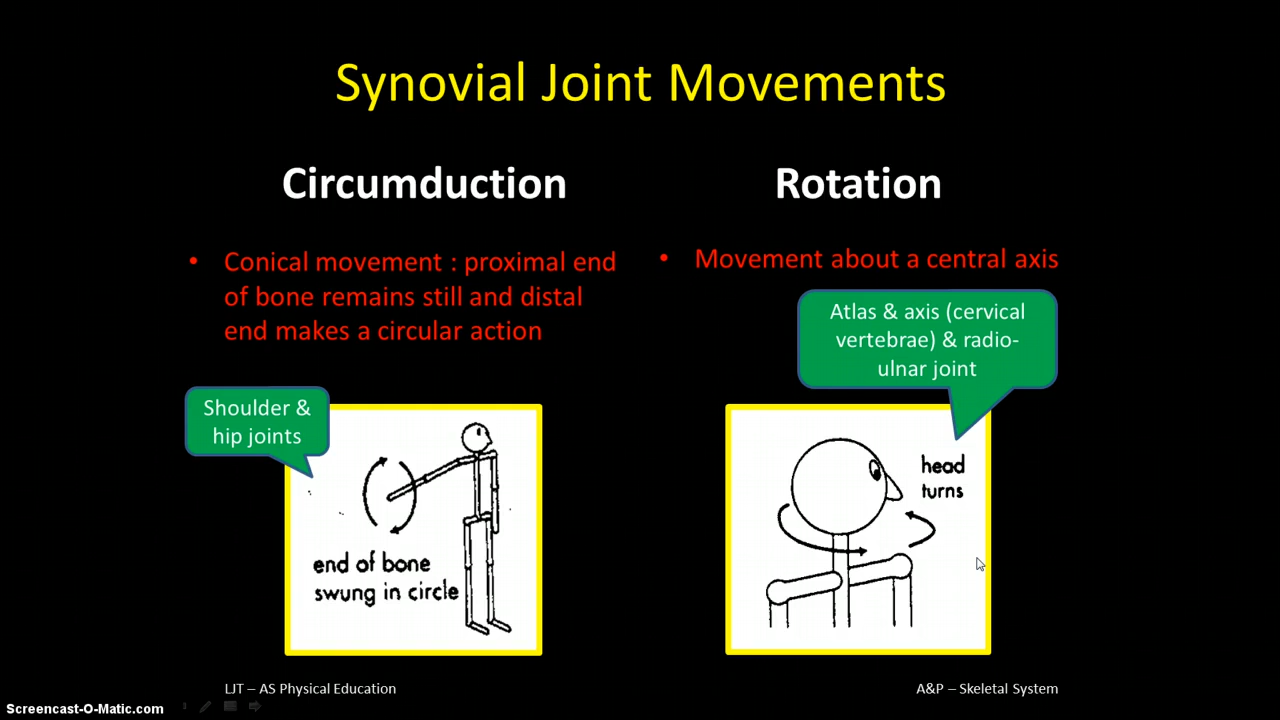 Synovial Joint Movements
Circumduction
• Conical movement : proximal end
of bone remains still and distal
end makes a circular action
Shoulder &
hip joints
end of bone
swung in circle
Rotation
• Movement about a central axis
Atlas & axis (cervical
vertebrae) & radio-
ulnar joint
head
turns
LJT – AS Physical Education
A&P – Skeletal System
Screencast-O-Matic.com